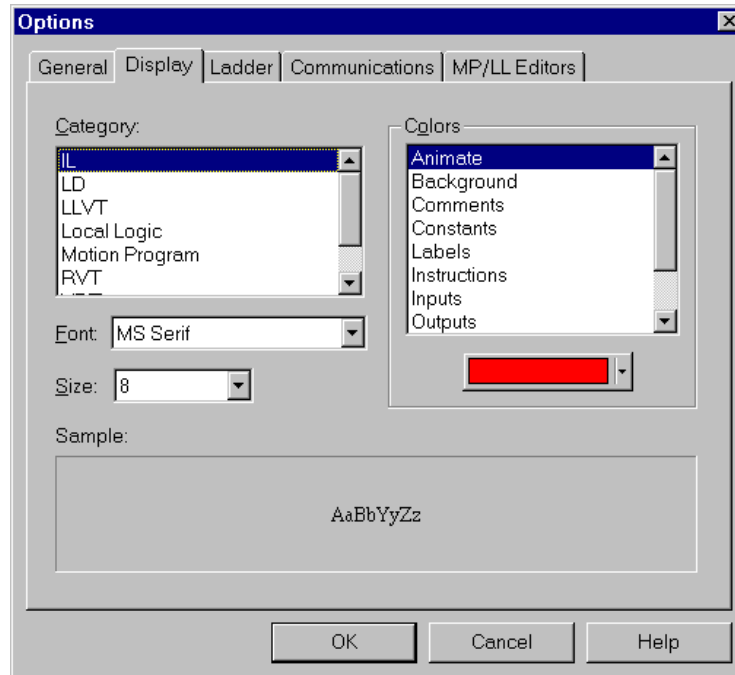 Options
General
Display
Ladder
Communications
MP/LL Editors
Category:
IL
LD
LLVT
Local Logic
Motion Program
RVT
Font:
MS Serif
Size:
8
Colors
Animate
Background
Comments
Constants
Labels
Instructions
Inputs
Outputs
Sample:
AaBbYyZz
OK
Cancel
Help